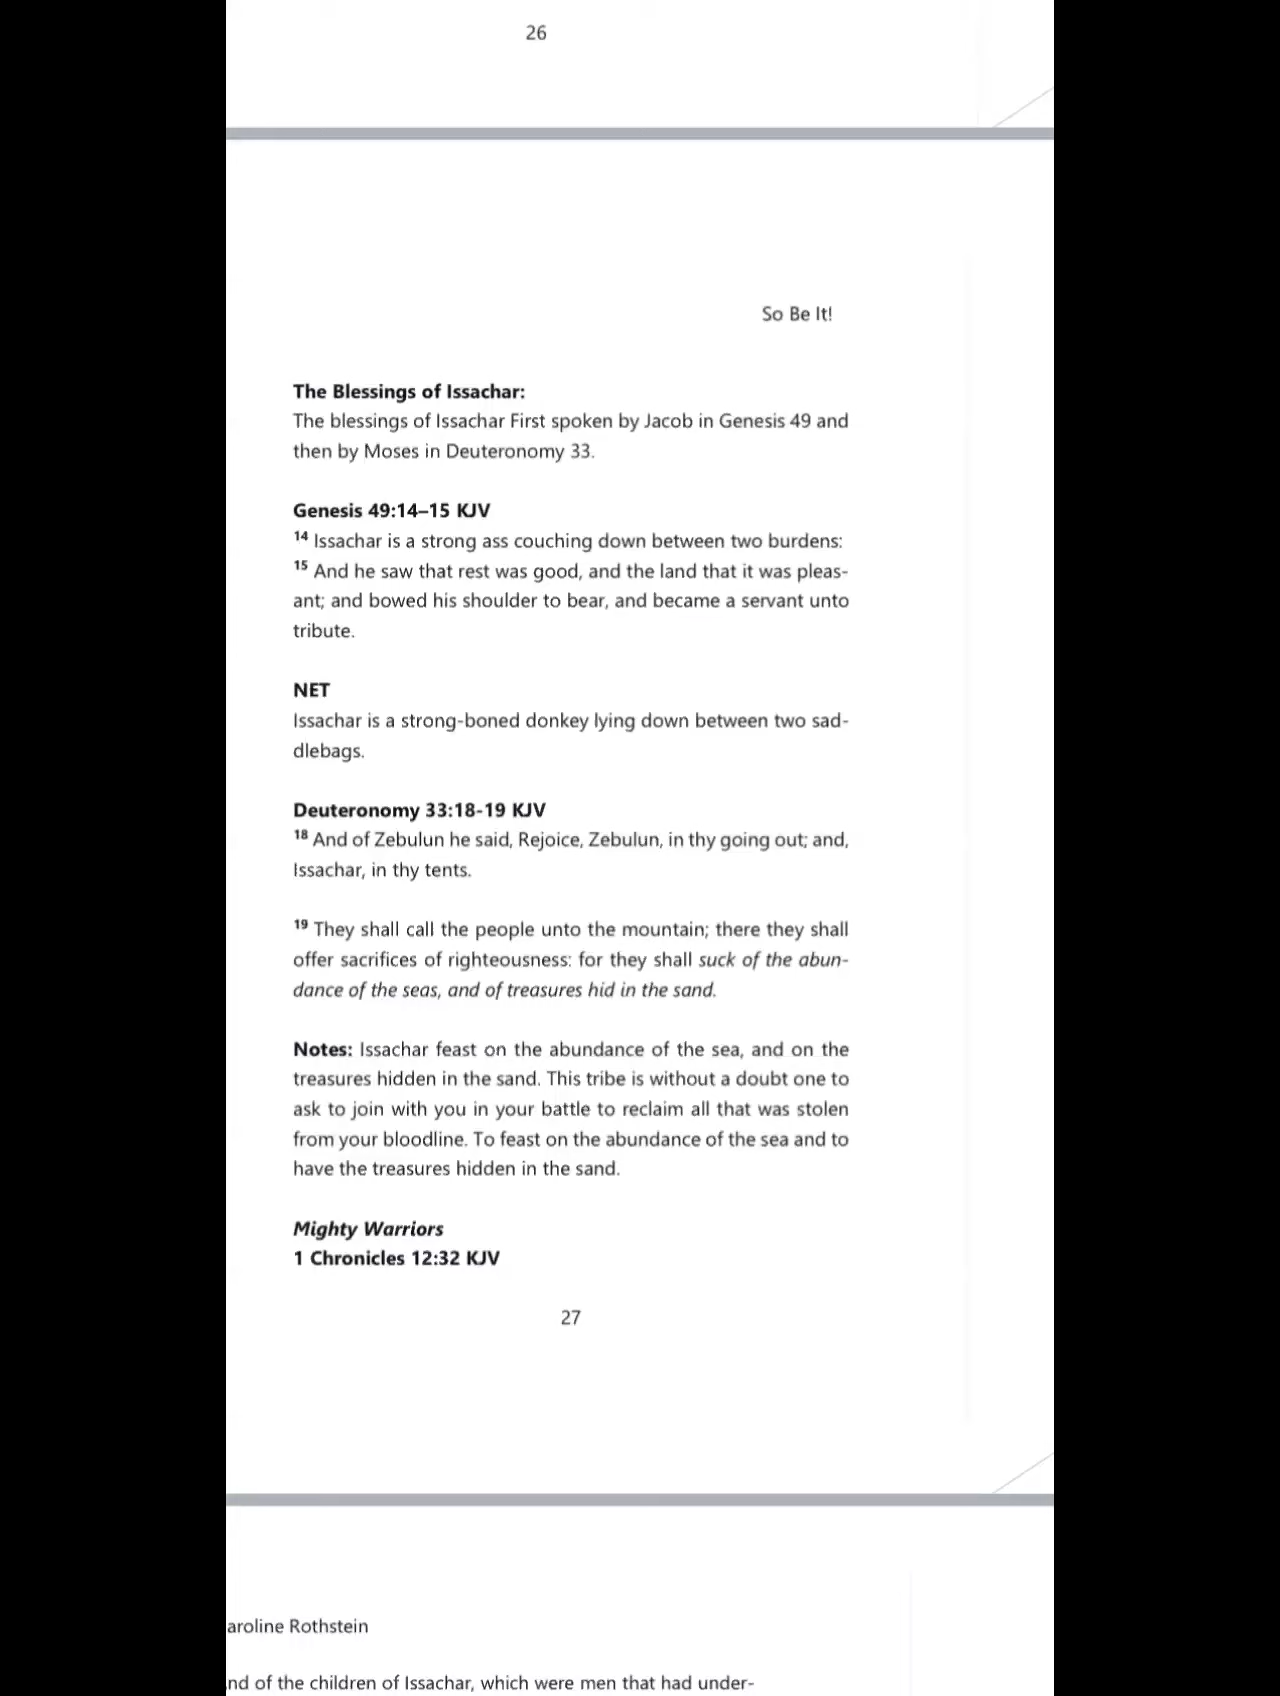 26
So Be It!
The Blessings of Issachar:
The blessings of Issachar First spoken by Jacob in Genesis 49 and
then by Moses in Deuteronomy 33.
Genesis 49:14–15 KJV
14 Issachar is a strong ass couching down between two burdens:
15 And he saw that rest was good, and the land that it was pleas-
ant; and bowed his shoulder to bear, and became a servant unto
tribute.
NET
Issachar is a strong-boned donkey lying down between two sad-
dlebags.
Deuteronomy 33:18-19 KJV
18 And of Zebulun he said, Rejoice, Zebulun, in thy going out; and,
Issachar, in thy tents.
19 They shall call the people unto the mountain; there they shall
offer sacrifices of righteousness: for they shall suck of the abun-
dance of the seas, and of treasures hid in the sand.
Notes: Issachar feast on the abundance of the sea, and on the
treasures hidden in the sand. This tribe is without a doubt one to
ask to join with you in your battle to reclaim all that was stolen
from your bloodline. To feast on the abundance of the sea and to
have the treasures hidden in the sand.
Mighty Warriors
1 Chronicles 12:32 KJV
27
aroline Rothstein
nd of the children of Issachar, which were men that had under-